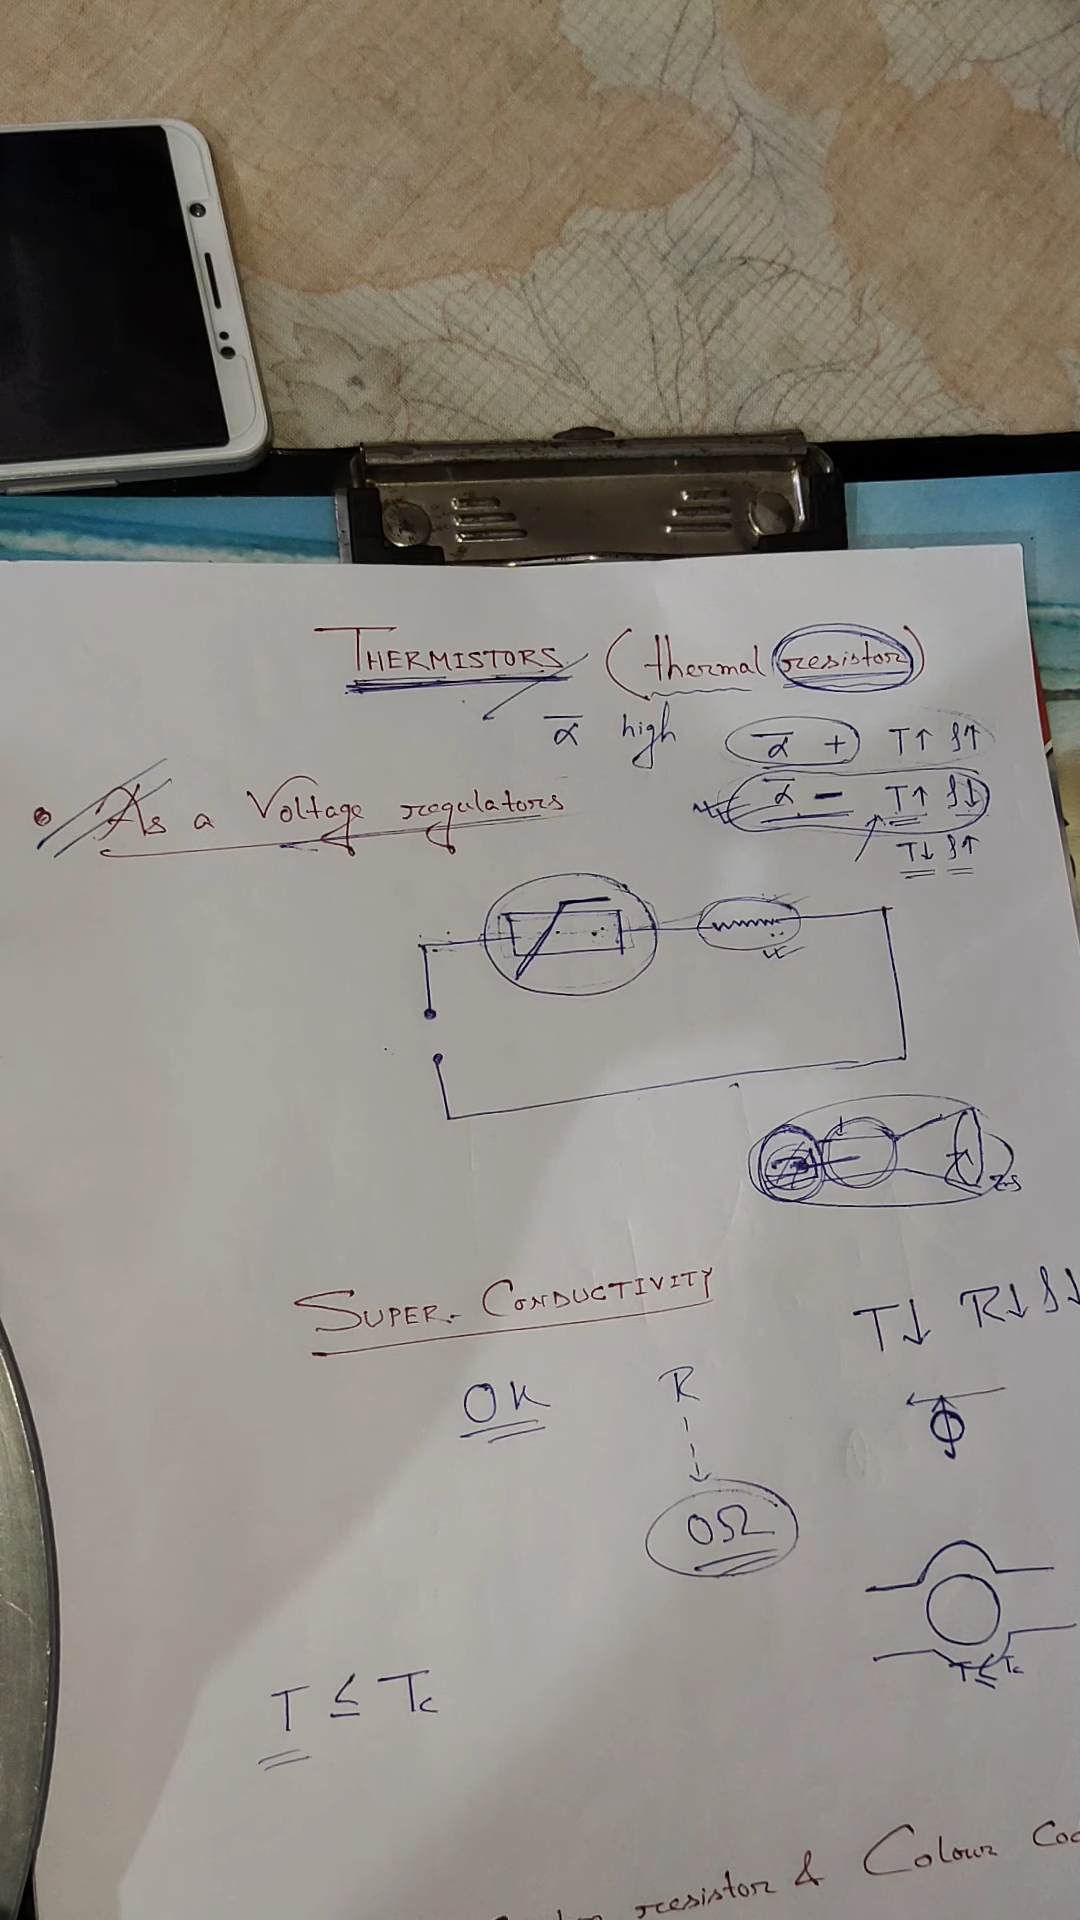 THERMISTORS (thermal resistor)
α̅ high
α̅ + T↑ ρ↑
α̅ − T↑ ρ↓
T↓ ρ↑
• As a Voltage regulators
SUPER-CONDUCTIVITY
T↓ R↓ ρ↓
0K R
ϕ
0Ω
T ≤ Tc
T ≤ Tc
resistor & Colour